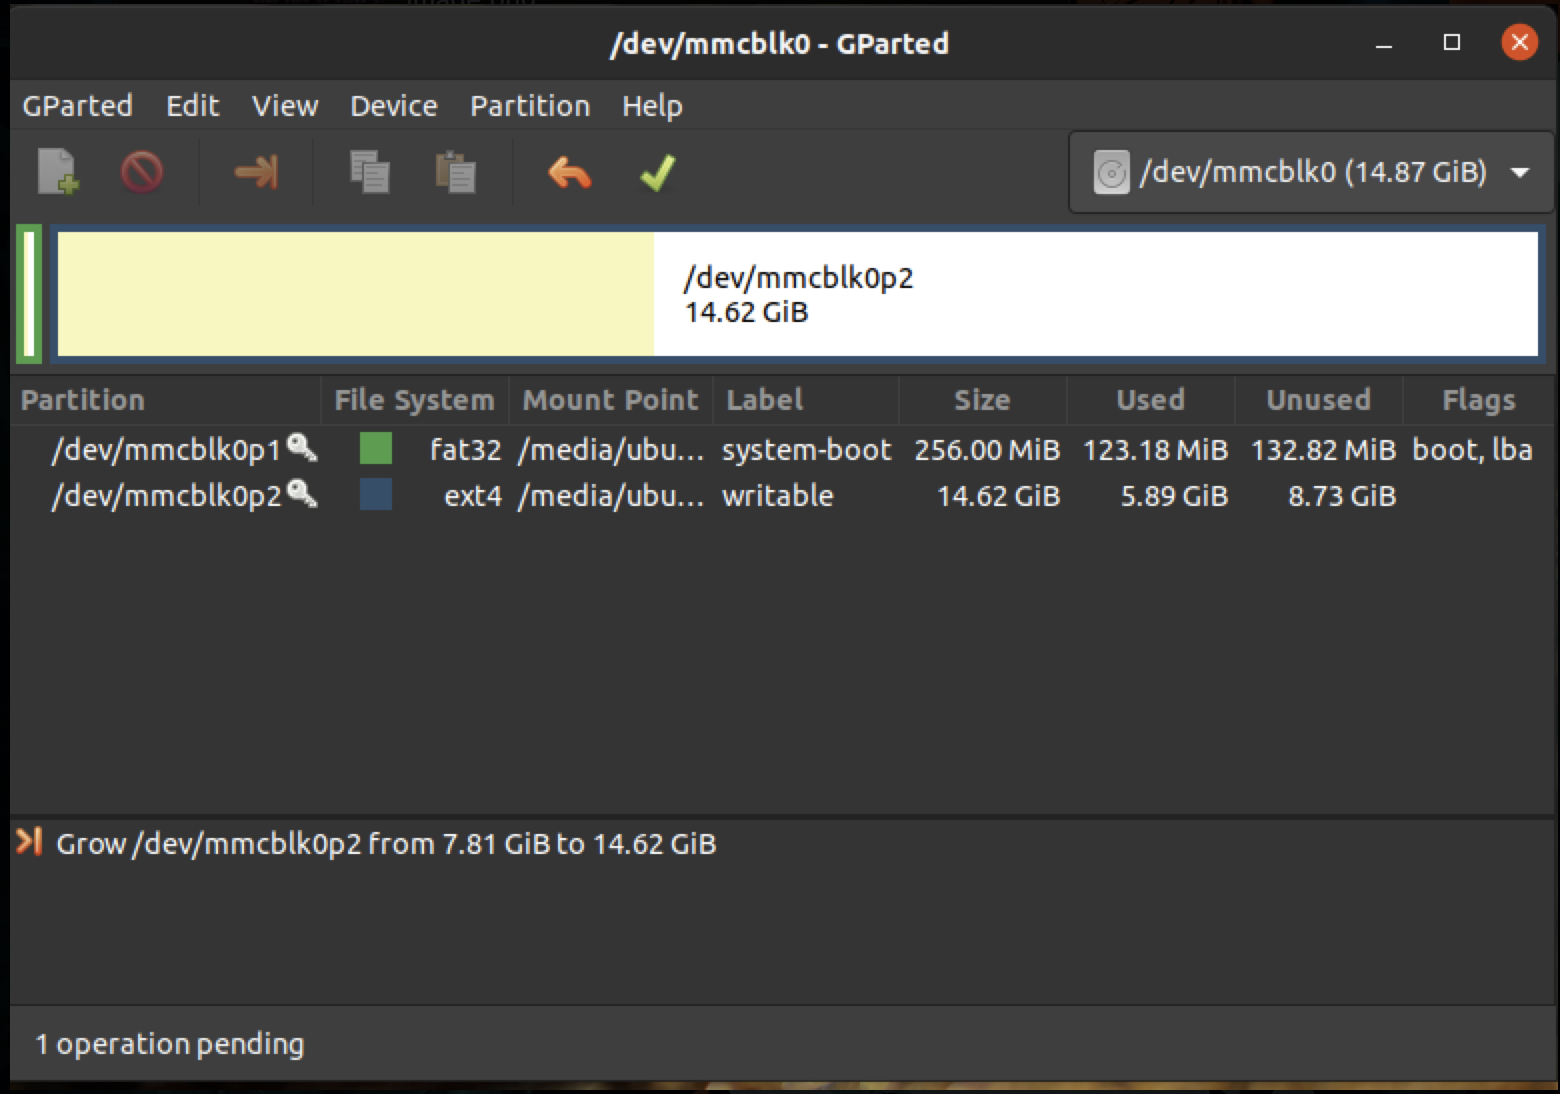 /dev/mmcblk0 - GParted
GParted Edit View Device Partition Help
/dev/mmcblk0 (14.87 GiB)
/dev/mmcblk0p2
14.62 GiB
Partition File System Mount Point Label Size Used Unused Flags
/dev/mmcblk0p1 fat32 /media/ubu... system-boot 256.00 MiB 123.18 MiB 132.82 MiB boot, lba
/dev/mmcblk0p2 ext4 /media/ubu... writable 14.62 GiB 5.89 GiB 8.73 GiB
Grow /dev/mmcblk0p2 from 7.81 GiB to 14.62 GiB
1 operation pending